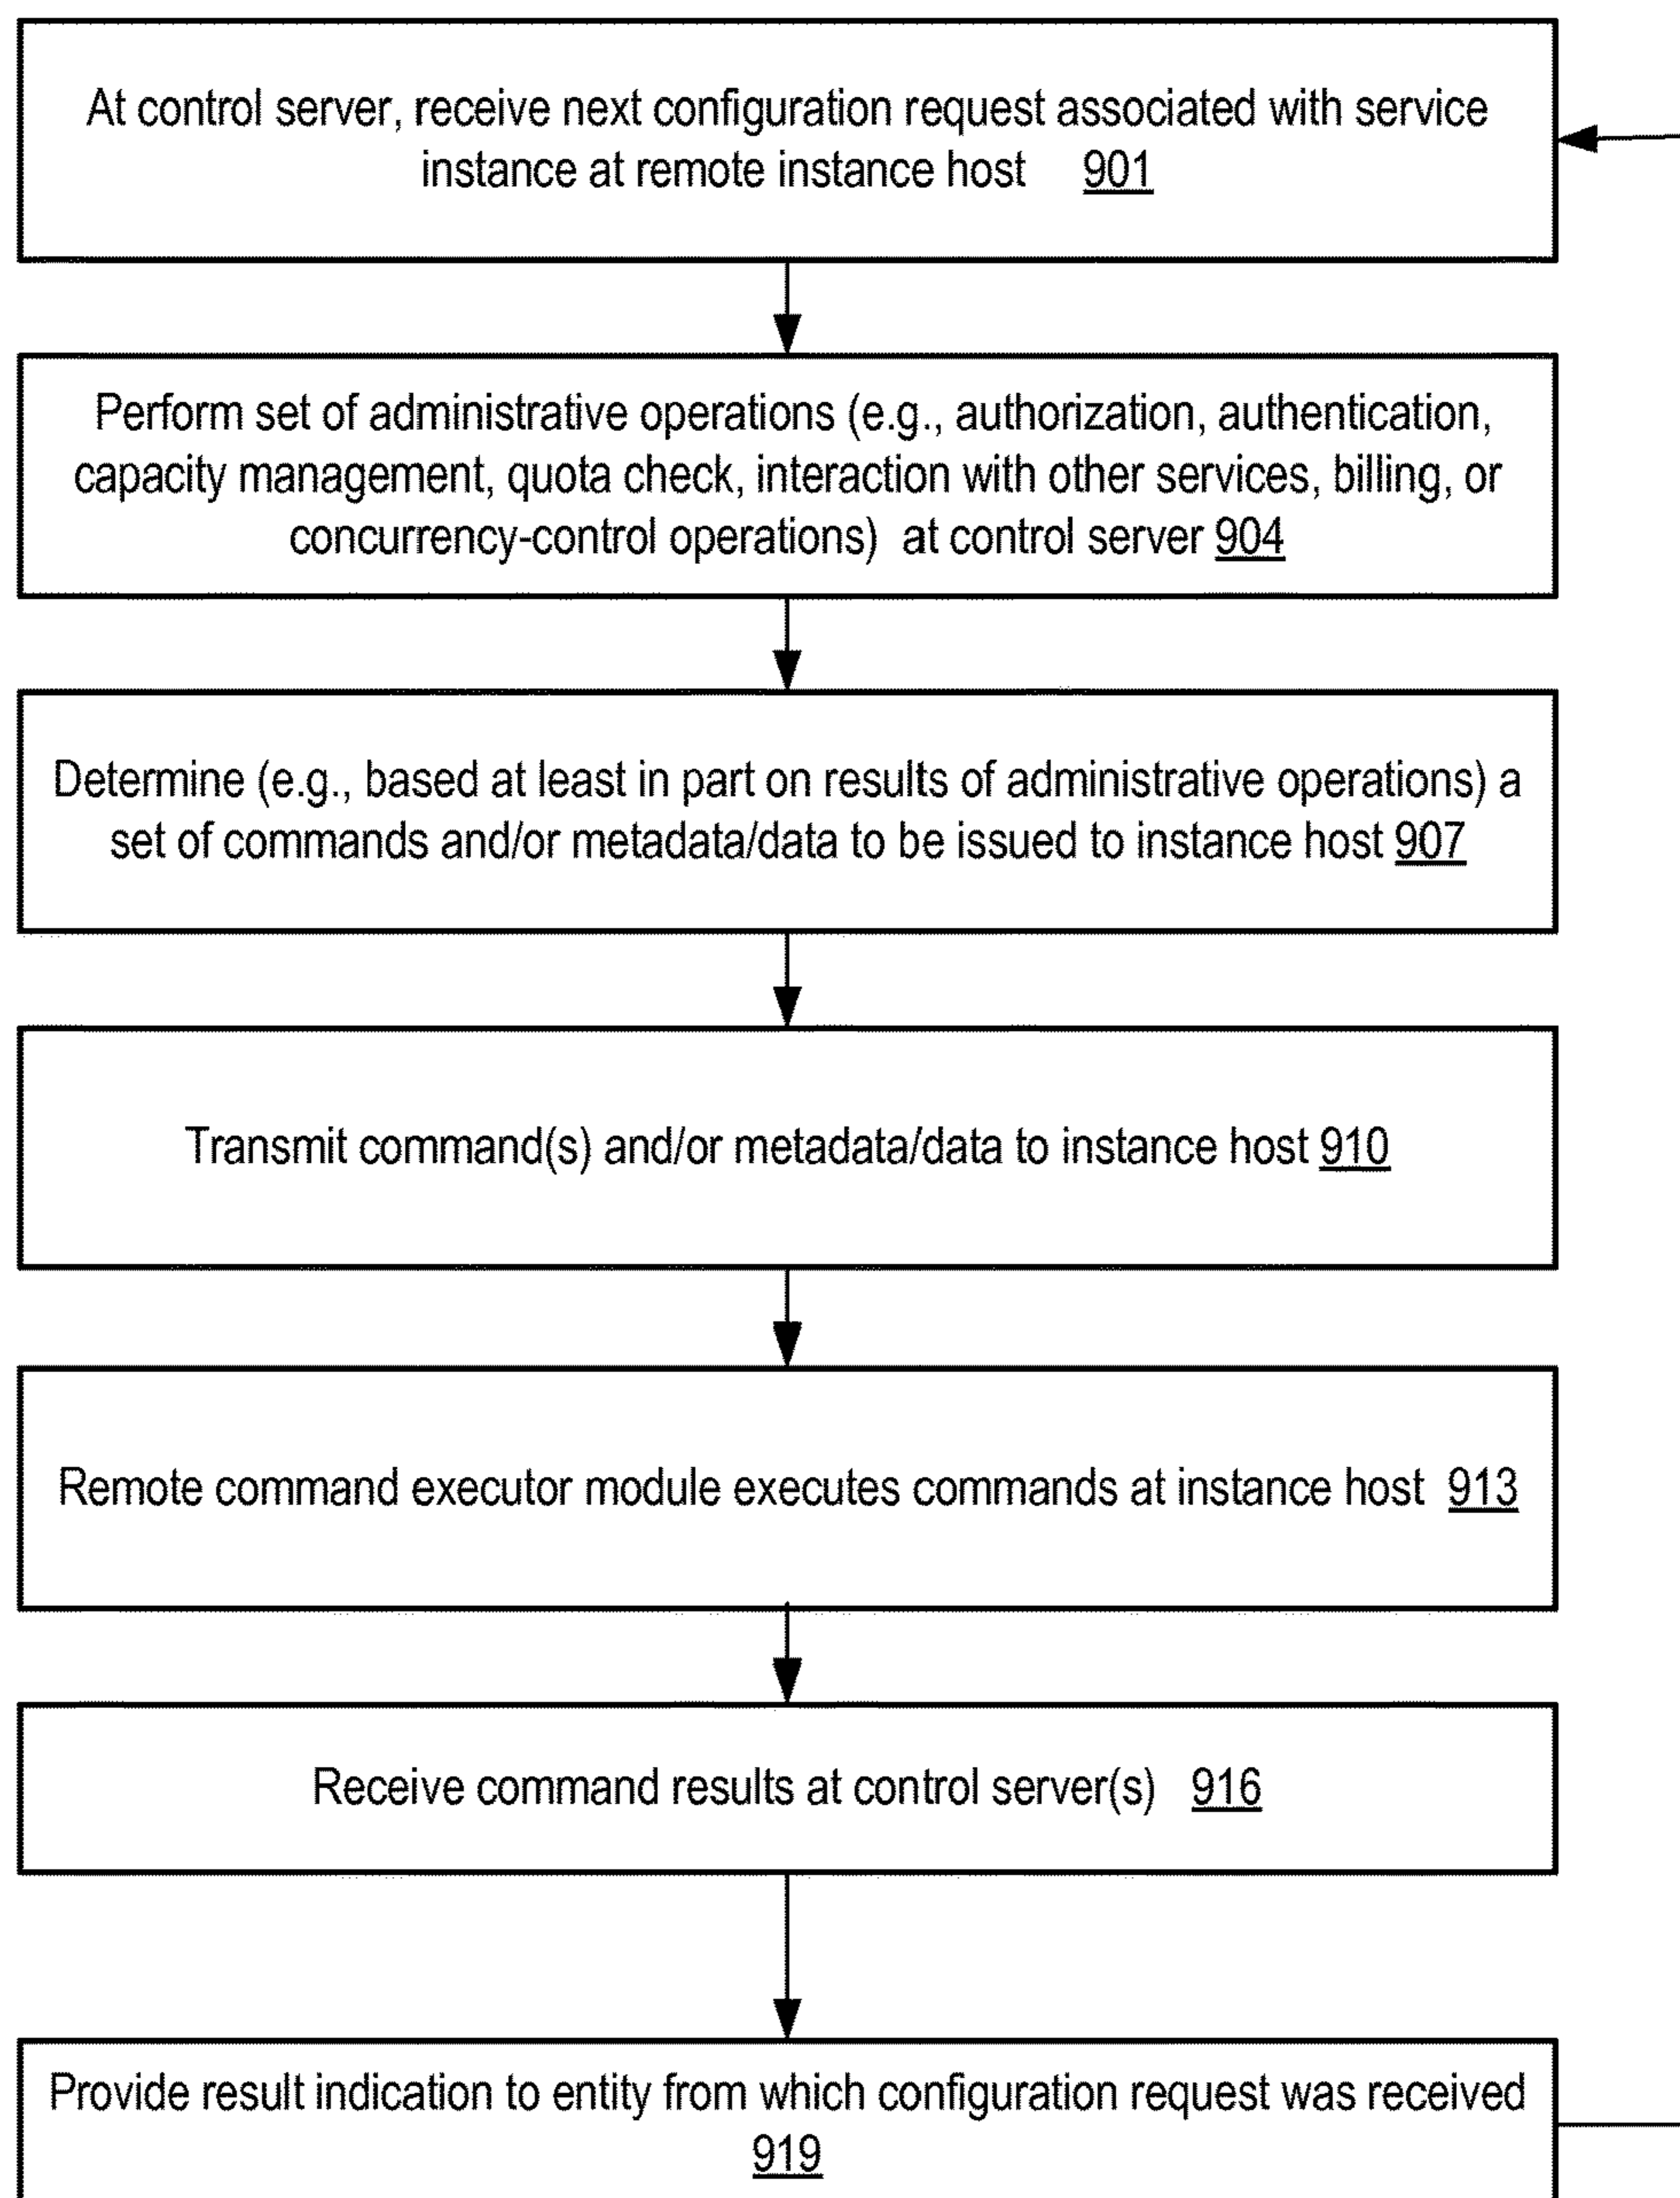 At control server, receive next configuration request associated with service
instance at remote instance host 901
Perform set of administrative operations (e.g., authorization, authentication,
capacity management, quota check, interaction with other services, billing, or
concurrency-control operations) at control server 904
Determine (e.g., based at least in part on results of administrative operations) a
set of commands and/or metadata/data to be issued to instance host 907
Transmit command(s) and/or metadata/data to instance host 910
Remote command executor module executes commands at instance host 913
Receive command results at control server(s) 916
Provide result indication to entity from which configuration request was received
919